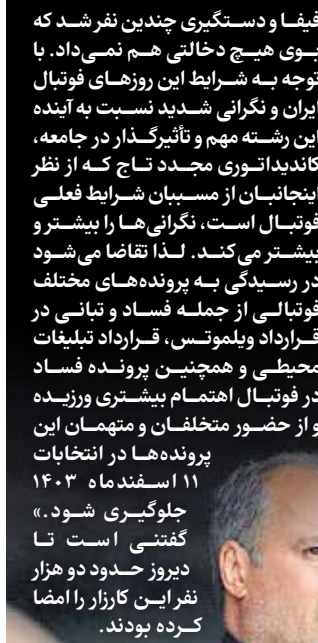 فیفا و دستگیری چندین نفر شد که
بوی هیچ دخالتی هم نمی‌داد. با
توجه به شرایط این روزهای فوتبال
ایران و نگرانی شدید نسبت به آینده
این رشته مهم و تأثیرگذار در جامعه،
کاندیداتوری مجدد تاج که از نظر
اینجانبان از مسببان شرایط فعلی
فوتبال است، نگرانی‌ها را بیشتر و
بیشتر می‌کند. لذا تقاضا می‌شود
در رسیدگی به پرونده‌های مختلف
فوتبالی از جمله فساد و تبانی در
قرارداد ویلموتس، قرارداد تبلیغات
محیطی و همچنین پرونده فساد
در فوتبال اهتمام بیشتری ورزیده
و از حضور متخلفان و متهمان این
پرونده‌ها در انتخابات
۱۱ اسفندماه ۱۴۰۳
جلوگیری شود.»
گفتنی است تا
دیروز حدود دو هزار
نفر این کارزار را امضا
کرده بودند.